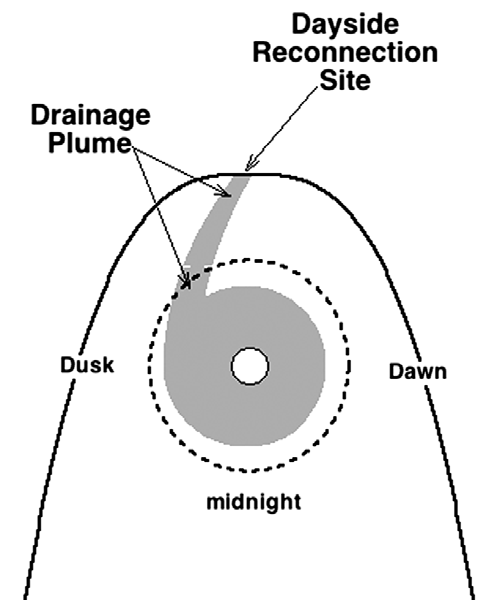 Dayside
Reconnection
Site
Drainage
Plume
Dusk
Dawn
midnight